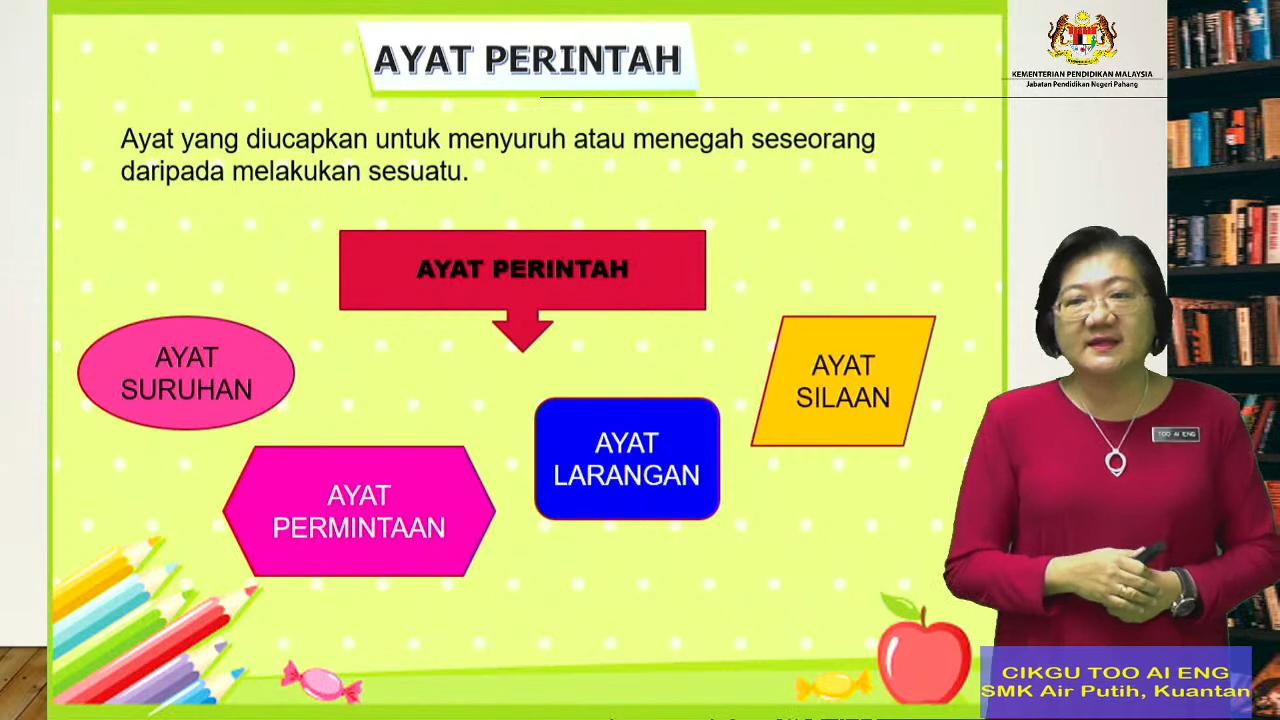 AYAT PERINTAH
KEMENTERIAN PENDIDIKAN MALAYSIA
Jabatan Pendidikan Negeri Pahang
Ayat yang diucapkan untuk menyuruh atau menegah seseorang
daripada melakukan sesuatu.
AYAT PERINTAH
AYAT
SURUHAN
AYAT
PERMINTAAN
AYAT
LARANGAN
AYAT
SILAAN
TOO AI ENG
CIKGU TOO AI ENG
SMK Air Putih, Kuantan